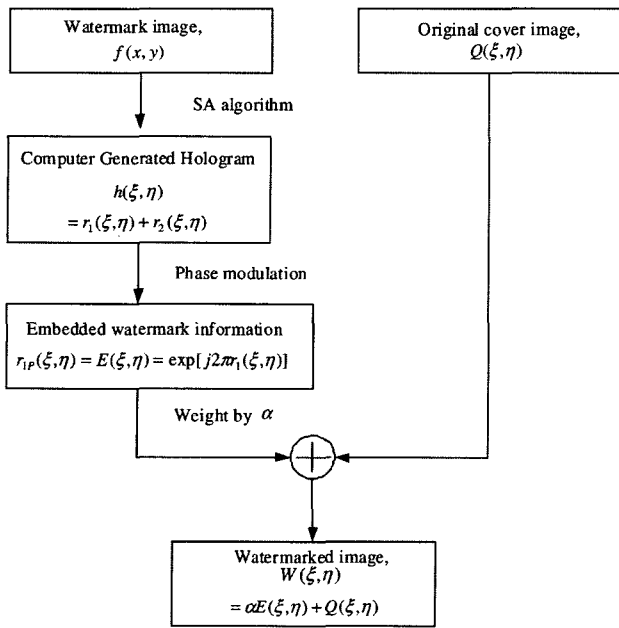 Watermark image,
f(x, y)
Original cover image,
Q(ξ,η)
SA algorithm
Computer Generated Hologram
h(ξ,η)
= r₁(ξ,η) + r₂(ξ,η)
Phase modulation
Embedded watermark information
r₁P(ξ,η) = E(ξ,η) = exp[j2πr₁(ξ,η)]
Weight by α
Watermarked image,
W(ξ,η)
= αE(ξ,η) + Q(ξ,η)